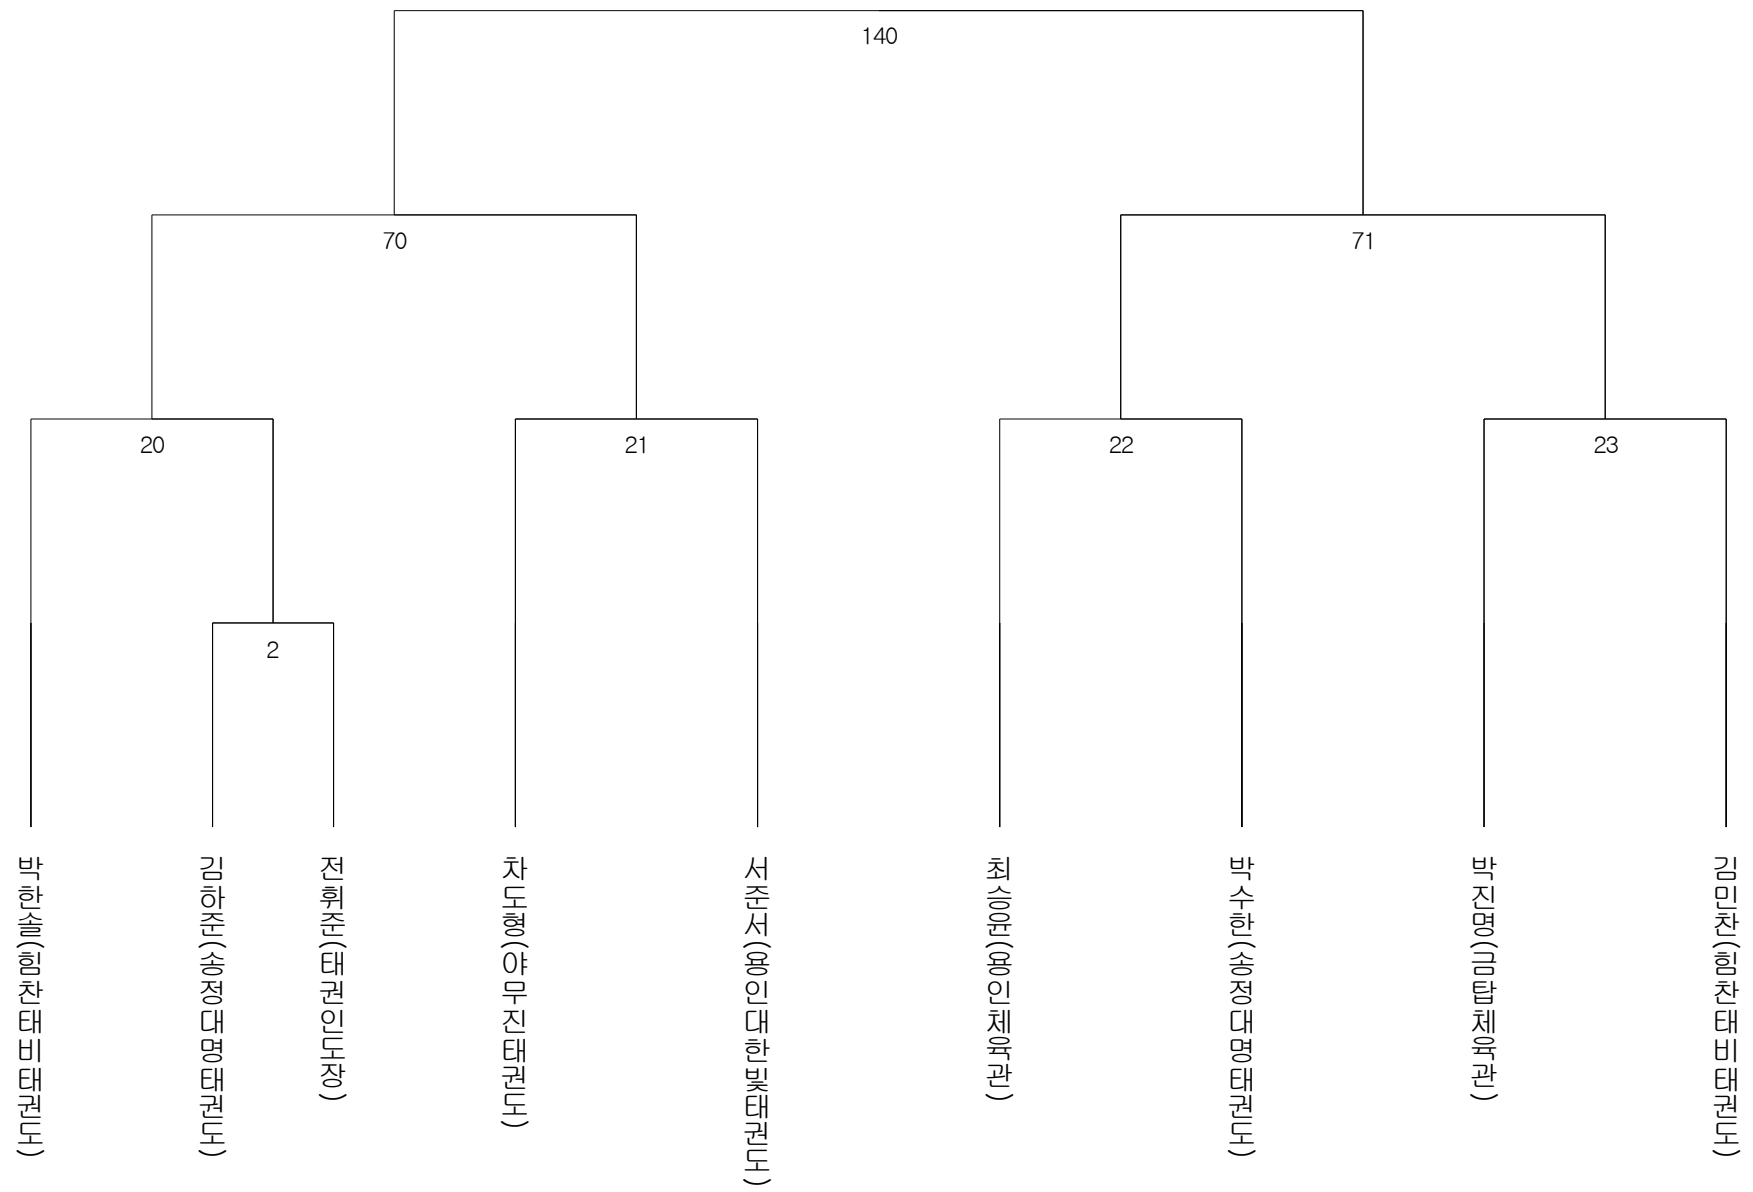 140
70
71
20
21
22
23
2
박한솔(힘찬태비태권도)
김하준(송정대명태권도)
전휘준(태권인도장)
차도형(야무진태권도)
서준서(용인대한빛태권도)
최승윤(용인체육관)
박수한(송정대명태권도)
박진명(금탑체육관)
김민찬(힘찬태비태권도)